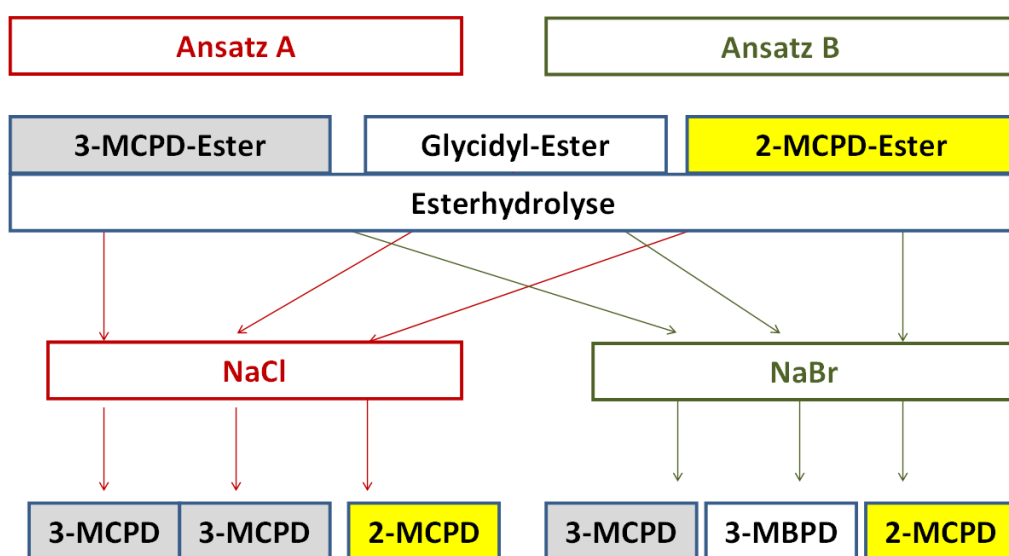 Ansatz A
Ansatz B
3-MCPD-Ester
Glycidyl-Ester
2-MCPD-Ester
Esterhydrolyse
NaCl
NaBr
3-MCPD
3-MCPD
2-MCPD
3-MCPD
3-MBPD
2-MCPD